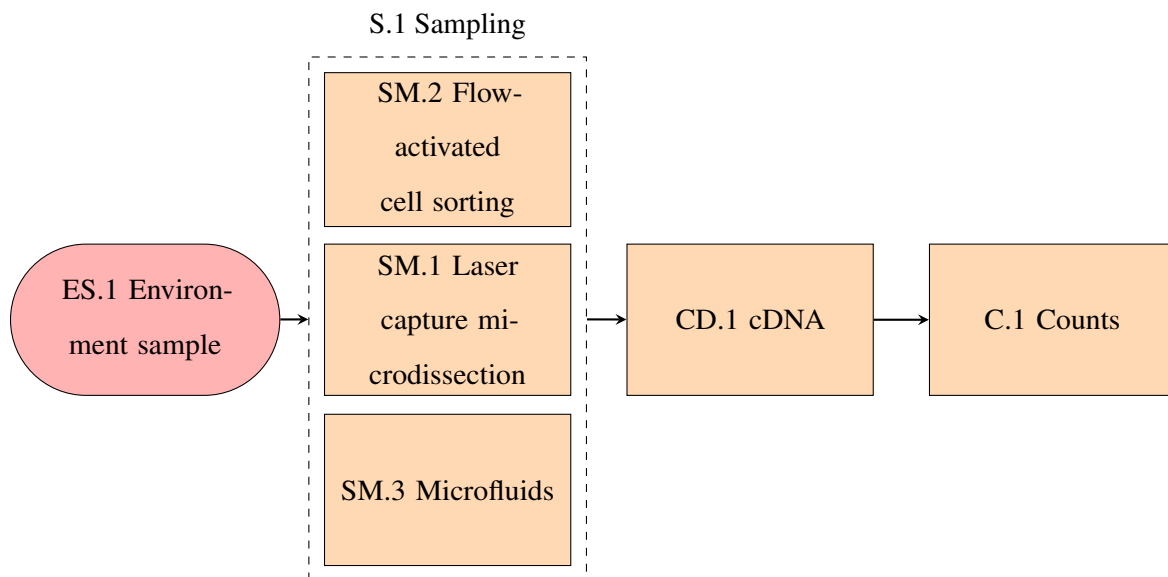 S.1 Sampling
SM.2 Flow-
activated
cell sorting
ES.1 Environ-
ment sample
SM.1 Laser
capture mi-
crodissection
CD.1 cDNA
C.1 Counts
SM.3 Microfluids